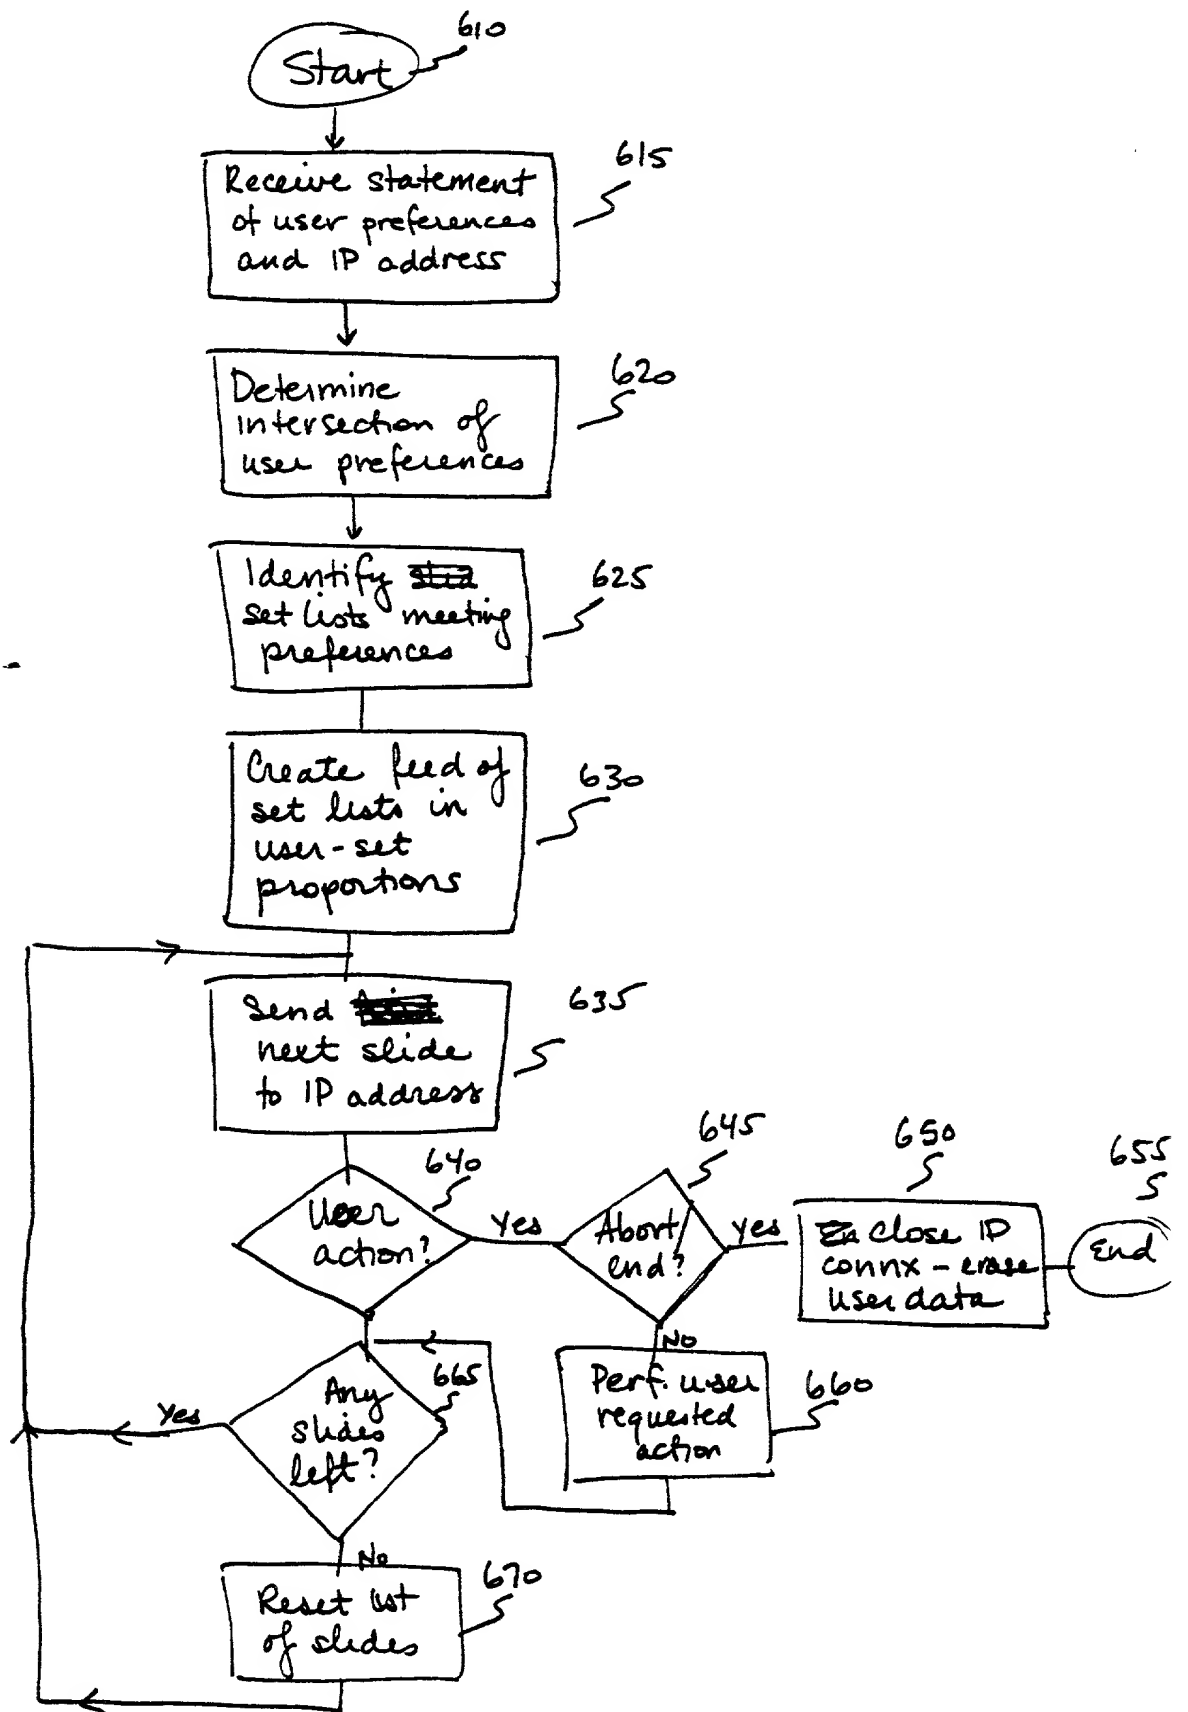 610
Start
615
Receive statement
of user preferences
and IP address
620
Determine
intersection of
user preferences
625
Identify
set lists meeting
preferences
630
Create feed of
set lists in
user-set
proportions
635
Send
next slide
to IP address
640
User
action?
Yes
645
Abort/
end?
Yes
650
close IP
connx - erase
user data
655
End
No
660
Perf. user
requested
action
665
Any
slides
left?
Yes
No
670
Reset list
of slides